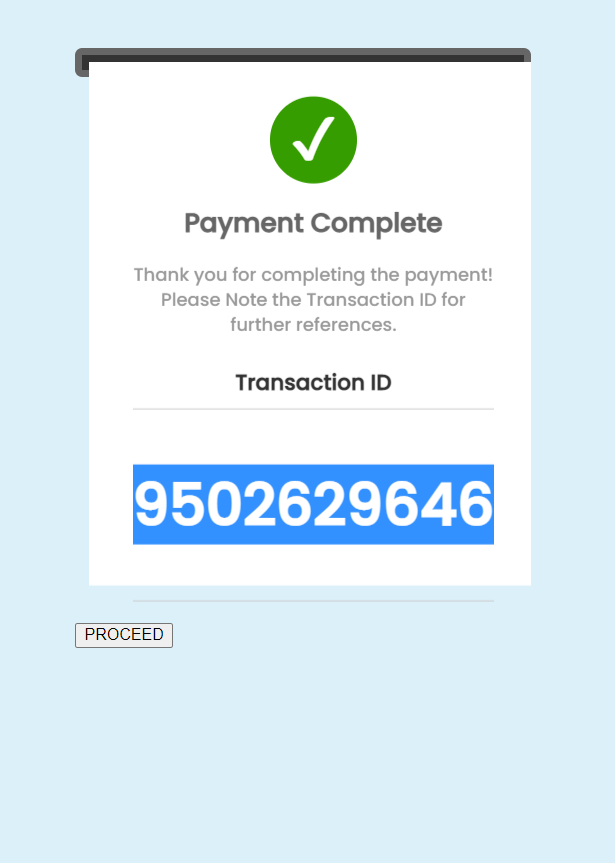 Payment Complete
Thank you for completing the payment!
Please Note the Transaction ID for
further references.
Transaction ID
9502629646
PROCEED